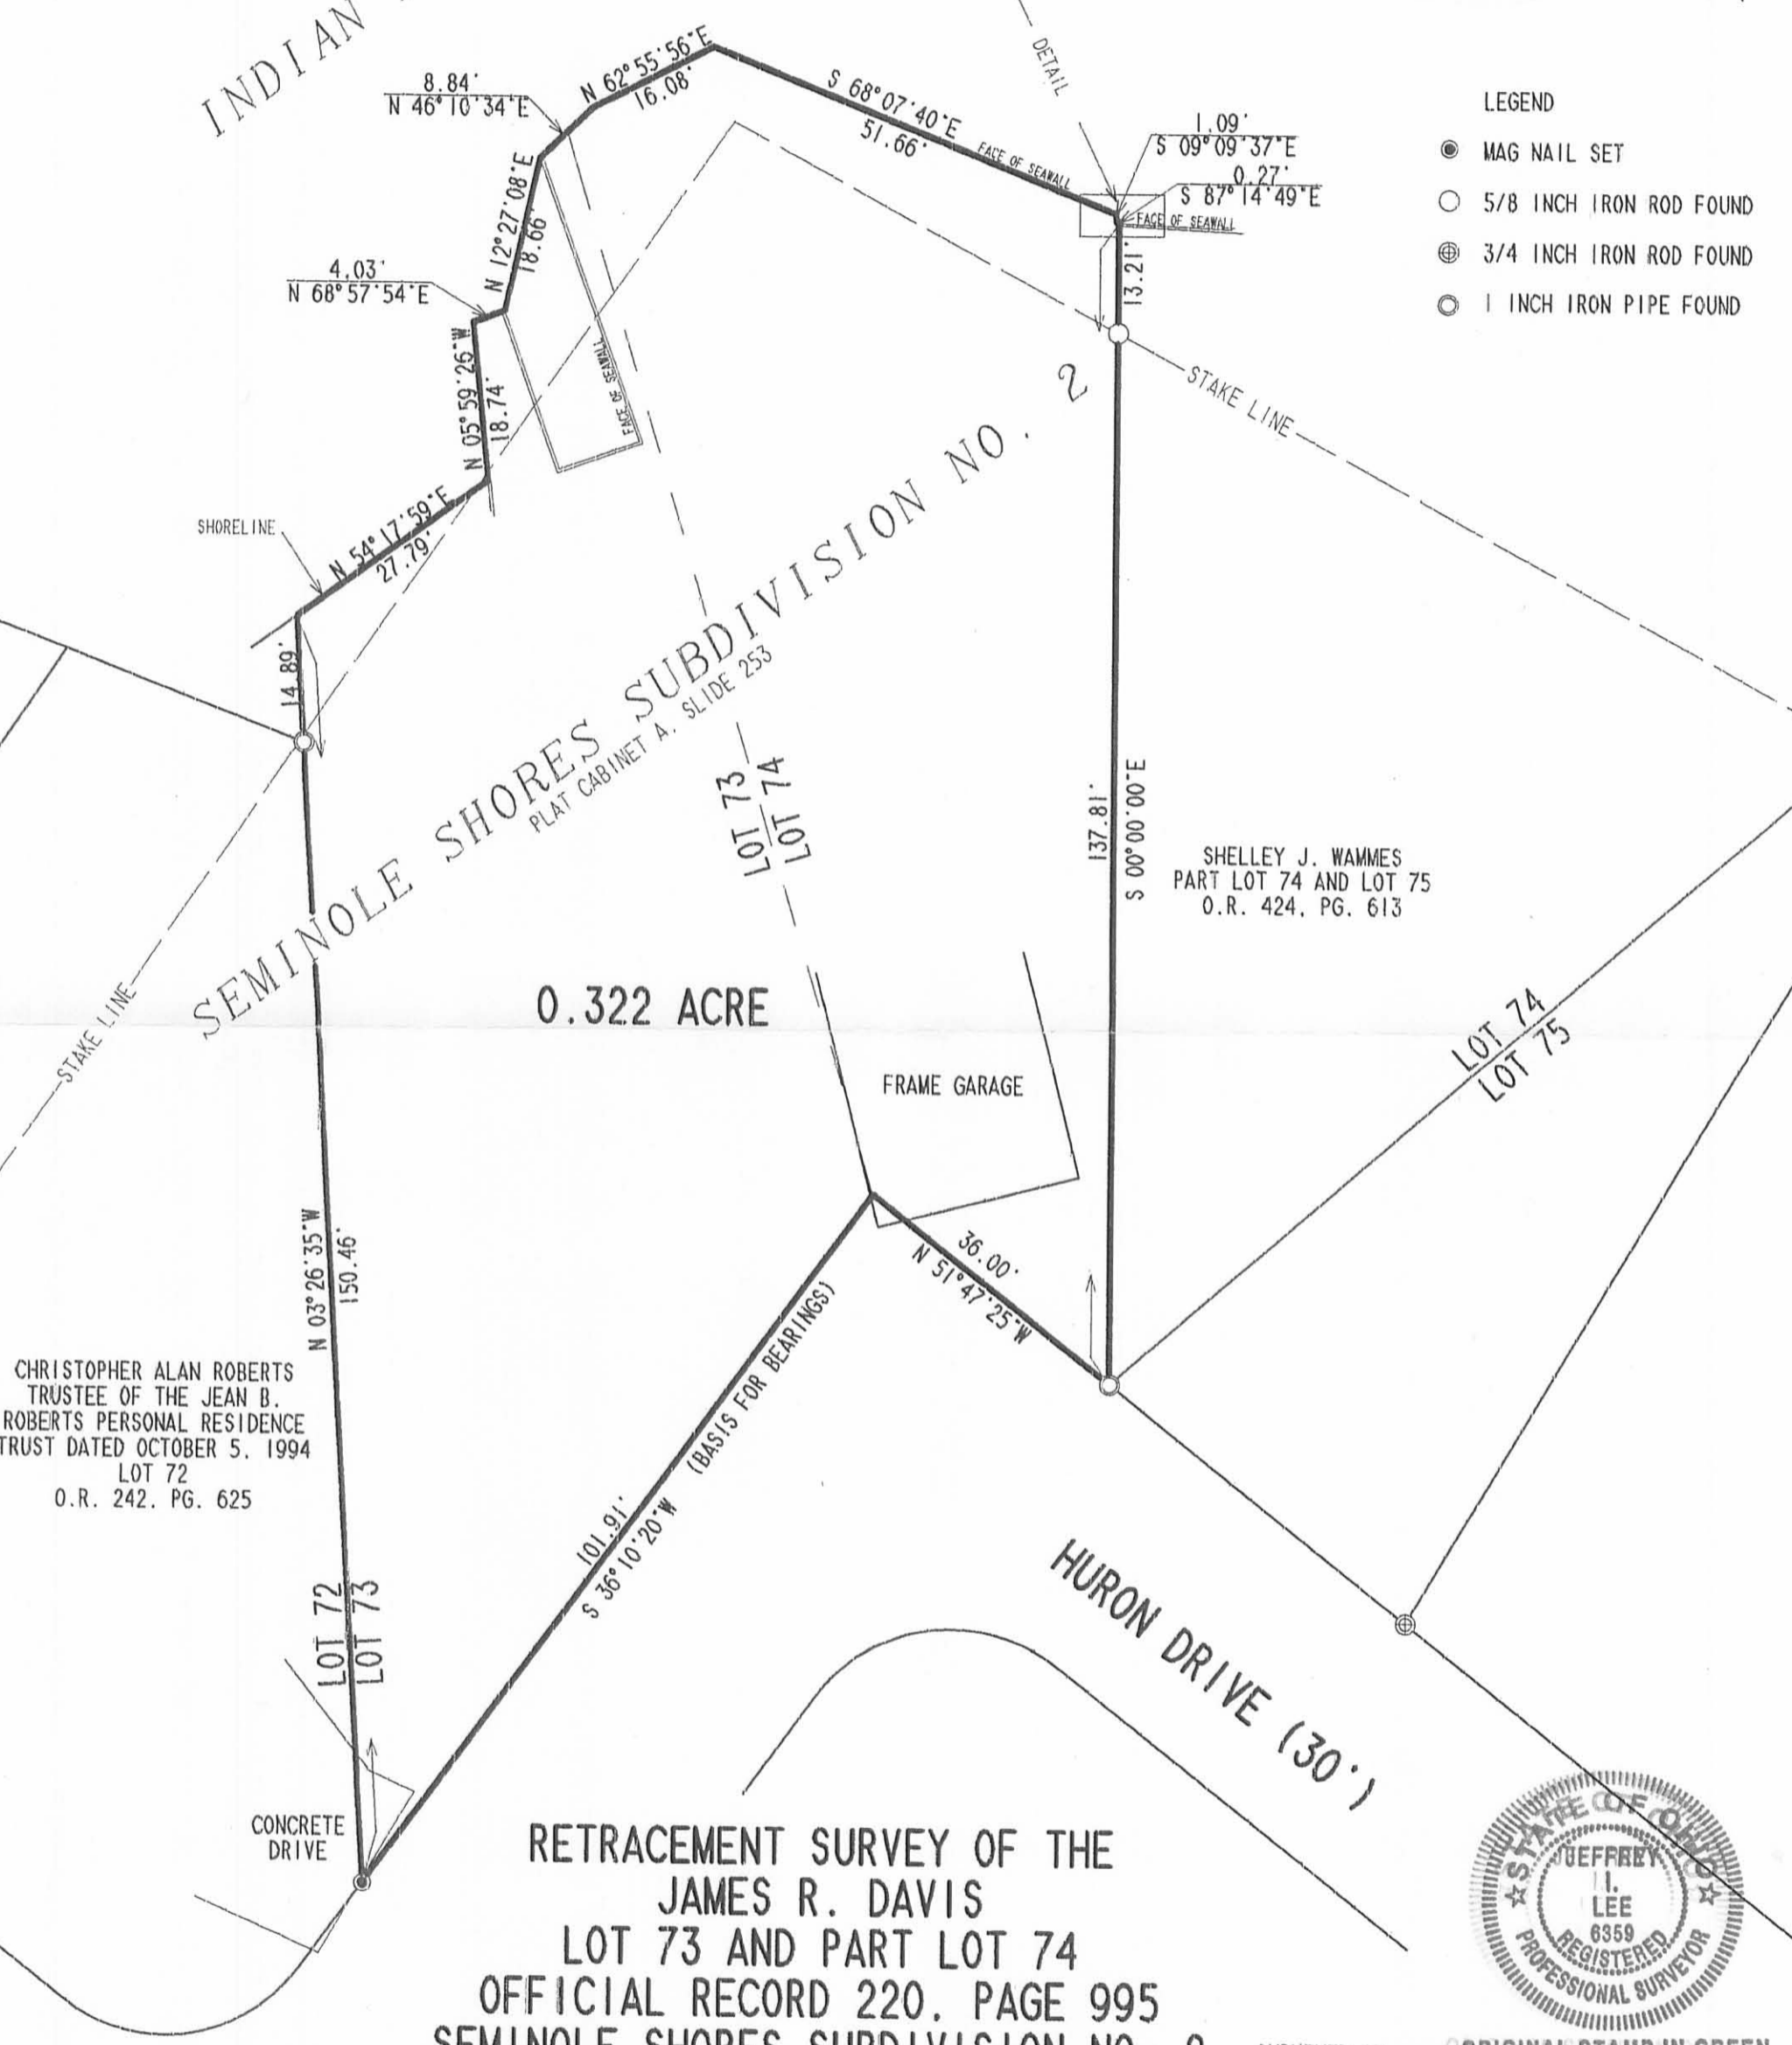 INDIAN
8.84'
N 46°10'34"E
N 62°55'56"E
16.08'
S 68°07'40"E
51.66'
FACE OF SEAWALL
DETAIL
1.09'
S 09°09'37"E
0.27'
S 87°14'49"E
FACE OF SEAWALL
13.21'
LEGEND
MAG NAIL SET
5/8 INCH IRON ROD FOUND
3/4 INCH IRON ROD FOUND
1 INCH IRON PIPE FOUND
N 12°27'08"E
18.66'
4.03'
N 68°57'54"E
N 05°59'26"W
18.74'
FACE OF SEAWALL
STAKE LINE
SHORELINE
N 54°17'59"E
27.79'
14.89'
SEMINOLE SHORES SUBDIVISION NO. 2
PLAT CABINET A, SLIDE 253
LOT 73
LOT 74
137.81'
S 00°00'00"E
SHELLEY J. WAMMES
PART LOT 74 AND LOT 75
O.R. 424, PG. 613
STAKE LINE
0.322 ACRE
FRAME GARAGE
LOT 74
LOT 75
N 03°26'35"W
150.46'
36.00'
N 51°47'25"W
(BASIS FOR BEARINGS)
101.91'
S 36°10'20"W
CHRISTOPHER ALAN ROBERTS
TRUSTEE OF THE JEAN B.
ROBERTS PERSONAL RESIDENCE
TRUST DATED OCTOBER 5, 1994
LOT 72
O.R. 242, PG. 625
LOT 72
LOT 73
HURON DRIVE (30')
CONCRETE
DRIVE
RETRACEMENT SURVEY OF THE
JAMES R. DAVIS
LOT 73 AND PART LOT 74
OFFICIAL RECORD 220, PAGE 995
SEMINOLE SHORES SUBDIVISION NO. 2
STATE OF OHIO
JEFFREY
I.
LEE
6359
REGISTERED
PROFESSIONAL SURVEYOR
ORIGINAL STAMP IN GREEN